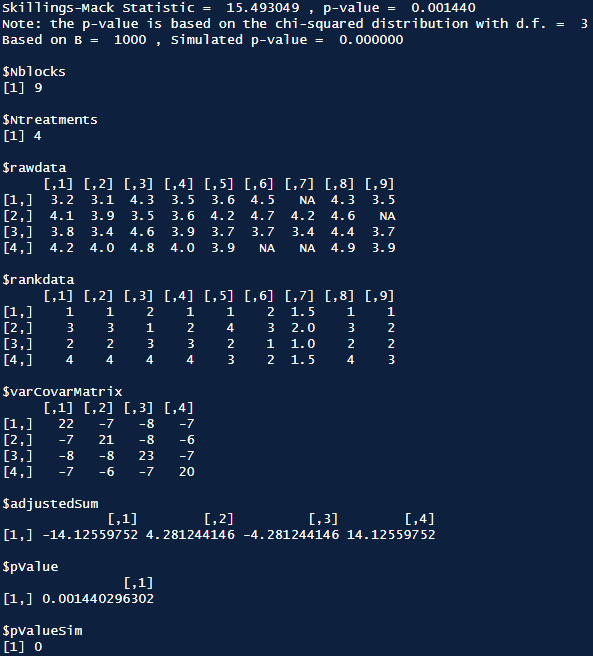 Skillings-Mack Statistic =  15.493049 , p-value =  0.001440
Note: the p-value is based on the chi-squared distribution with d.f. =  3
Based on B =  1000 , Simulated p-value =  0.000000
$Nblocks
[1] 9
$Ntreatments
[1] 4
$rawdata
     [,1] [,2] [,3] [,4] [,5] [,6] [,7] [,8] [,9]
[1,]  3.2  3.1  4.3  3.5  3.6  4.5   NA  4.3  3.5
[2,]  4.1  3.9  3.5  3.6  4.2  4.7  4.2  4.6   NA
[3,]  3.8  3.4  4.6  3.9  3.7  3.7  3.4  4.4  3.7
[4,]  4.2  4.0  4.8  4.0  3.9   NA   NA  4.9  3.9
$rankdata
     [,1] [,2] [,3] [,4] [,5] [,6] [,7] [,8] [,9]
[1,]    1    1    2    1    1    2  1.5    1    1
[2,]    3    3    1    2    4    3  2.0    3    2
[3,]    2    2    3    3    2    1  1.0    2    2
[4,]    4    4    4    4    3    2  1.5    4    3
$varCovarMatrix
     [,1] [,2] [,3] [,4]
[1,]   22   -7   -8   -7
[2,]   -7   21   -8   -6
[3,]   -8   -8   23   -7
[4,]   -7   -6   -7   20
$adjustedSum
             [,1]        [,2]         [,3]        [,4]
[1,] -14.12559752 4.281244146 -4.281244146 14.12559752
$pValue
               [,1]
[1,] 0.001440296302
$pValueSim
[1] 0